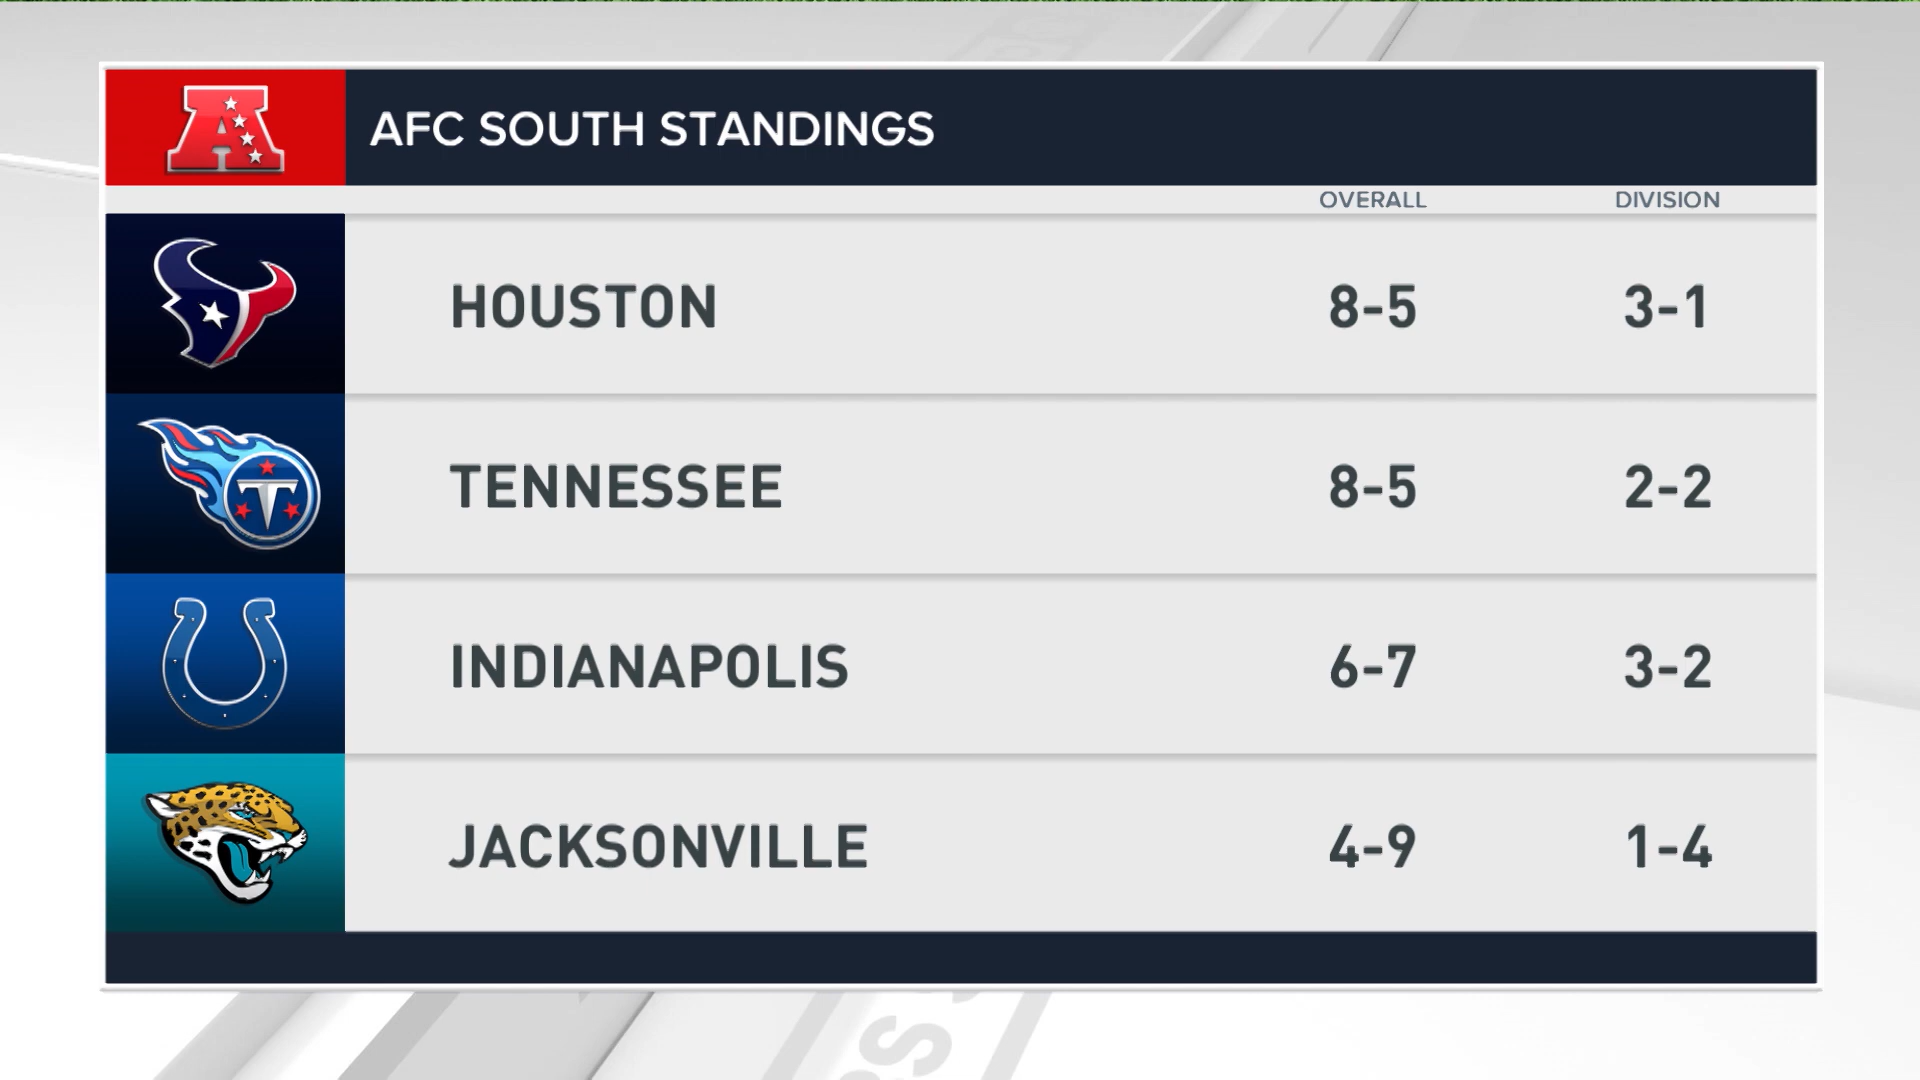 AFC SOUTH STANDINGS
OVERALL DIVISION
HOUSTON 8-5 3-1
TENNESSEE 8-5 2-2
INDIANAPOLIS 6-7 3-2
JACKSONVILLE 4-9 1-4